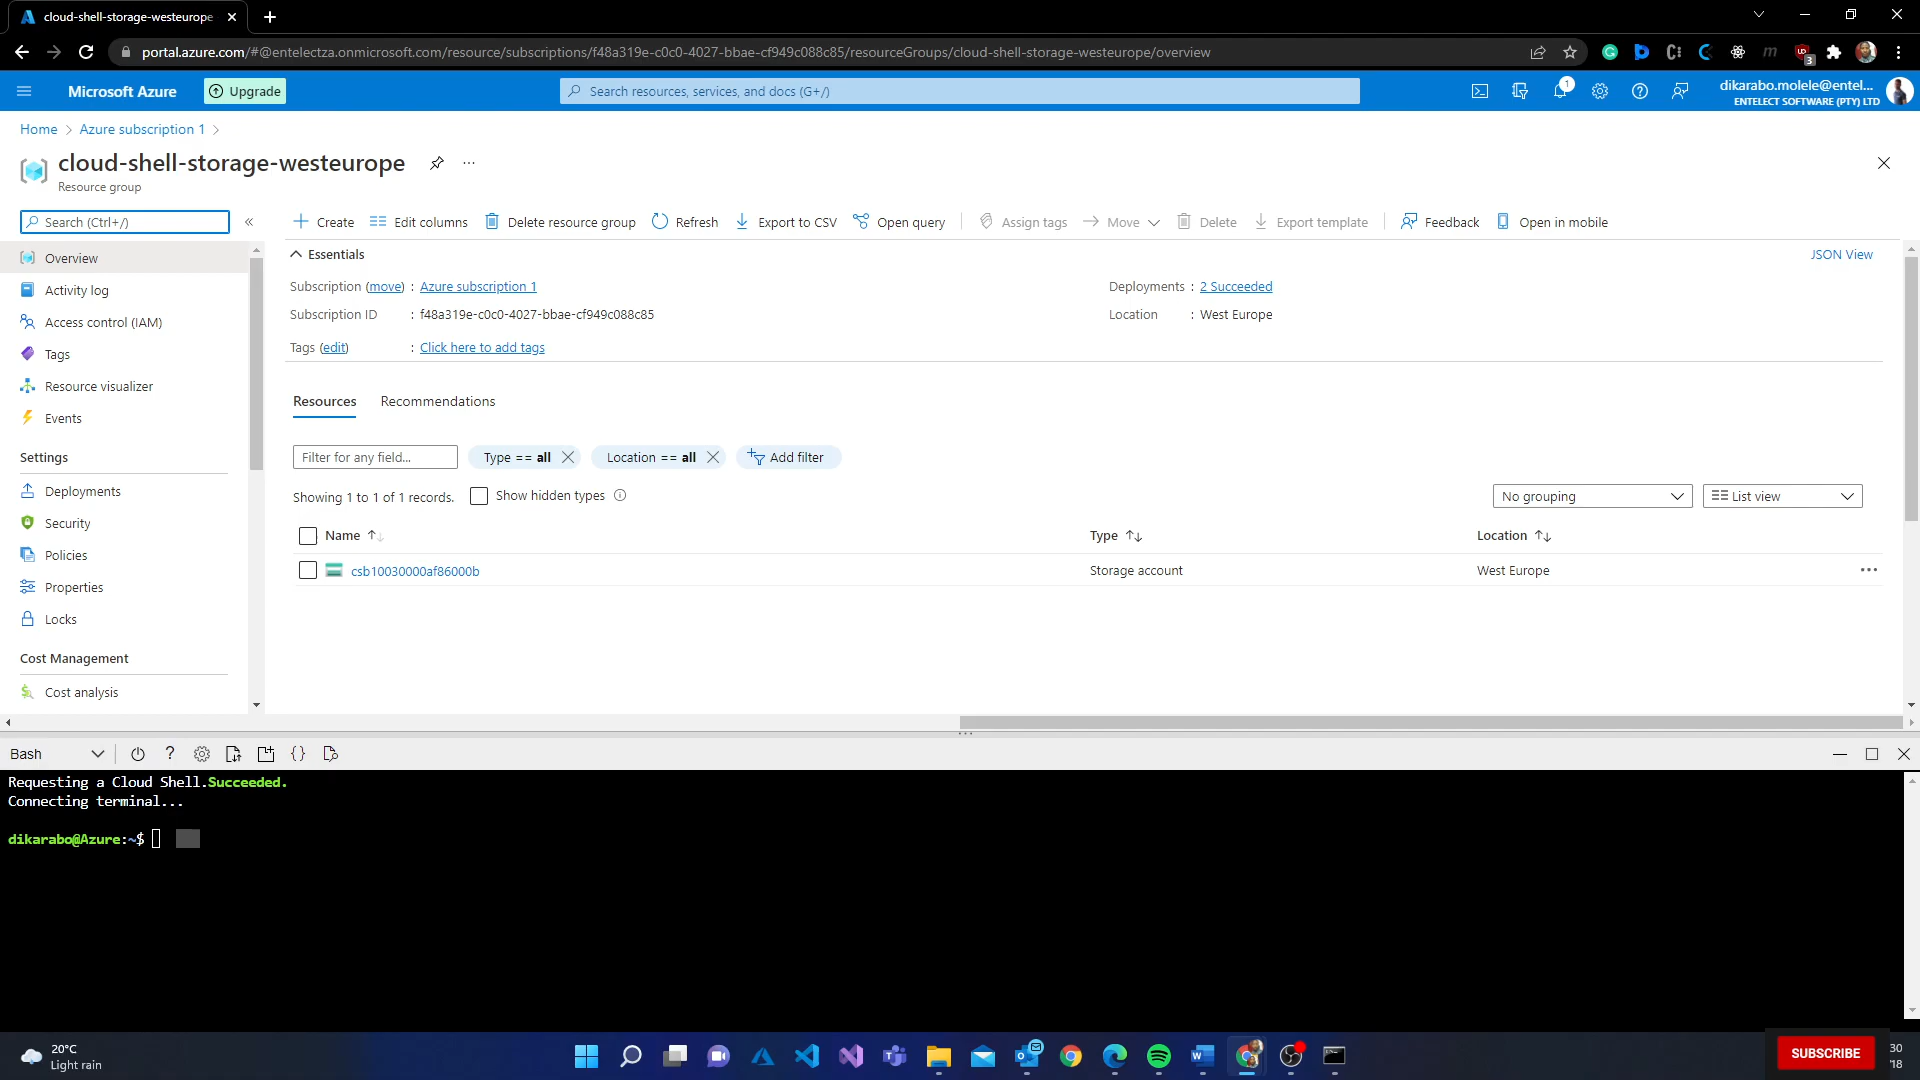 cloud-shell-storage-westeurope
portal.azure.com/#@entelectza.onmicrosoft.com/resource/subscriptions/f48a319e-c0c0-4027-bbae-cf949c088c85/resourceGroups/cloud-shell-storage-westeurope/overview
3
Microsoft Azure
Upgrade
Search resources, services, and docs (G+/)
1
dikarabo.molele@entel...
ENTELECT SOFTWARE (PTY) LTD
Home > Azure subscription 1 >
cloud-shell-storage-westeurope
...
Resource group
Search (Ctrl+/)
«
Create
Edit columns
Delete resource group
Refresh
Export to CSV
Open query
Assign tags
Move
Delete
Export template
Feedback
Open in mobile
Overview
Activity log
Access control (IAM)
Tags
Resource visualizer
Events
Settings
Deployments
Security
Policies
Properties
Locks
Cost Management
Cost analysis
Essentials
JSON View
Subscription (move) : Azure subscription 1
Deployments : 2 Succeeded
Subscription ID : f48a319e-c0c0-4027-bbae-cf949c088c85
Location : West Europe
Tags (edit) : Click here to add tags
Resources
Recommendations
Filter for any field...
Type == all
Location == all
Add filter
Showing 1 to 1 of 1 records.
Show hidden types
No grouping
List view
Name
Type
Location
csb10030000af86000b
Storage account
West Europe
Bash
?
{}
Requesting a Cloud Shell.Succeeded.
Connecting terminal...
dikarabo@Azure:~$
20°C
Light rain
SUBSCRIBE
30
'18